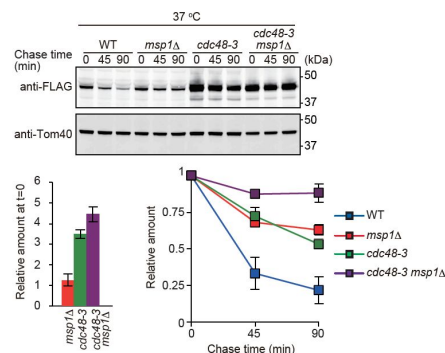 37 ºC
Chase time (min)
WT msp1Δ cdc48-3 cdc48-3 msp1Δ
0 45 90 0 45 90 0 45 90 0 45 90 (kDa)
anti-FLAG
50
37
anti-Tom40
50
37
Relative amount at t=0
6
5
4
3
2
1
0
msp1Δ
cdc48-3
cdc48-3 msp1Δ
Relative amount
1
0.75
0.5
0.25
0
0 45 90
Chase time (min)
WT
msp1Δ
cdc48-3
cdc48-3 msp1Δ